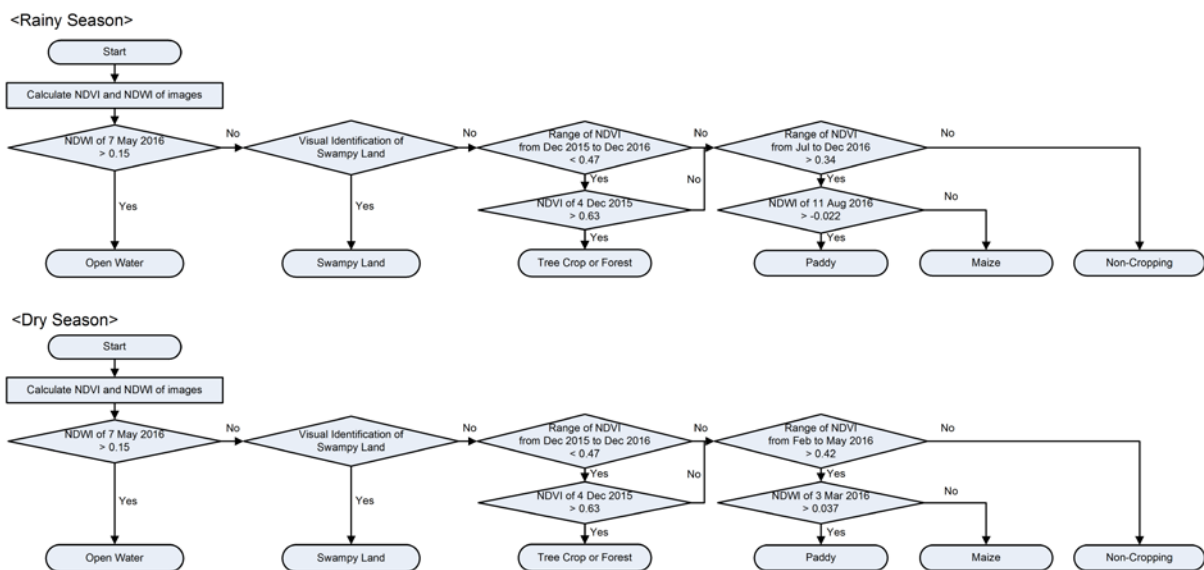 <Rainy Season>
Start
Calculate NDVI and NDWI of images
NDWI of 7 May 2016
> 0.15
No
Visual Identification of
Swampy Land
No
Range of NDVI
from Dec 2015 to Dec 2016
< 0.47
No
Range of NDVI
from Jul to Dec 2016
> 0.34
No
Yes
Yes
Yes
NDVI of 4 Dec 2015
> 0.63
No
Yes
NDWI of 11 Aug 2016
> -0.022
No
Yes
Yes
Open Water
Swampy Land
Tree Crop or Forest
Paddy
Maize
Non-Cropping
<Dry Season>
Start
Calculate NDVI and NDWI of images
NDWI of 7 May 2016
> 0.15
No
Visual Identification of
Swampy Land
No
Range of NDVI
from Dec 2015 to Dec 2016
< 0.47
No
Range of NDVI
from Feb to May 2016
> 0.42
No
Yes
Yes
Yes
NDVI of 4 Dec 2015
> 0.63
No
Yes
NDWI of 3 Mar 2016
> 0.037
No
Yes
Yes
Open Water
Swampy Land
Tree Crop or Forest
Paddy
Maize
Non-Cropping